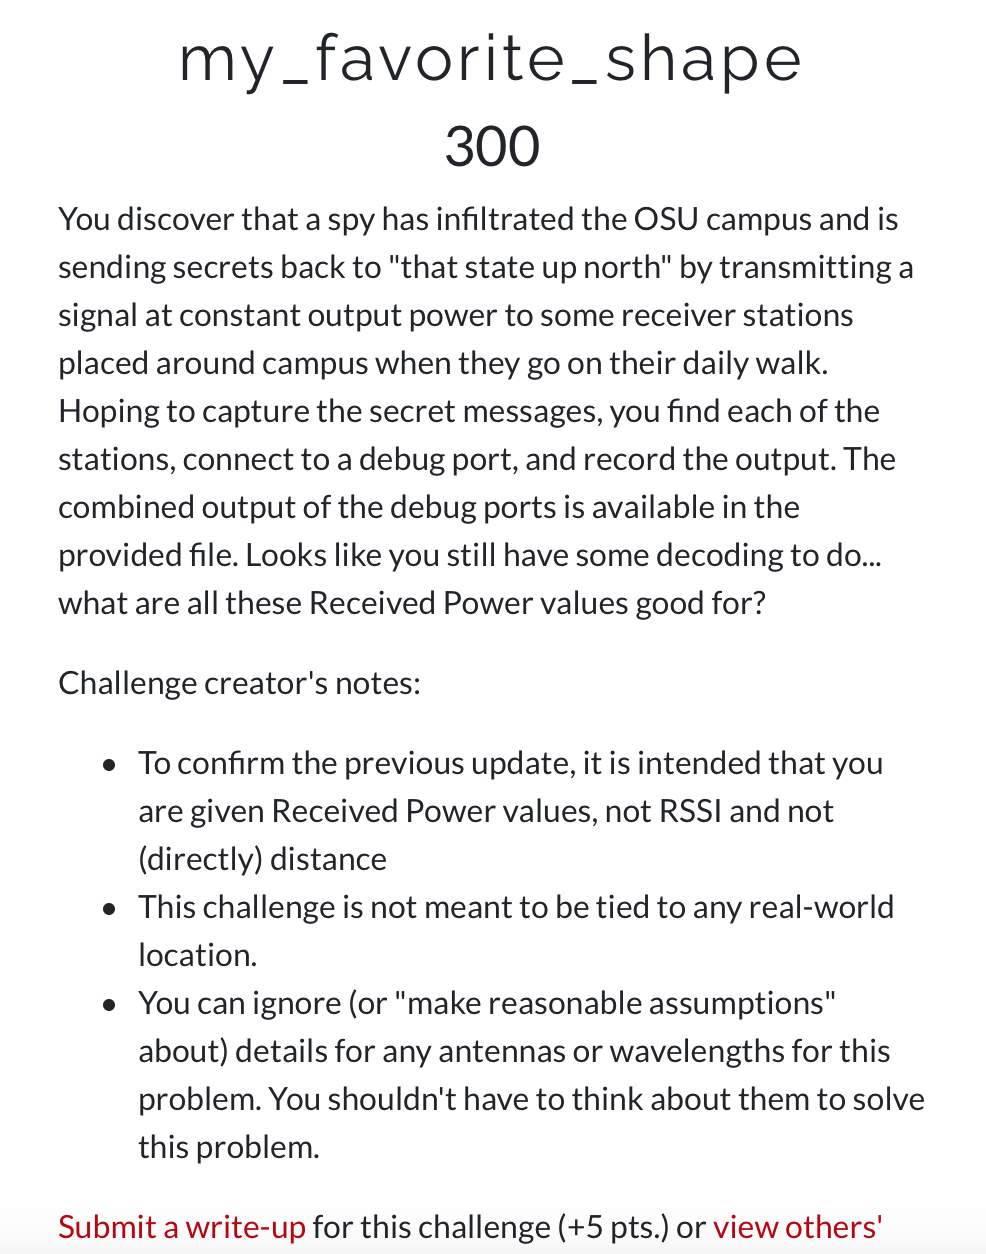 my_favorite_shape
300
You discover that a spy has infiltrated the OSU campus and is
sending secrets back to "that state up north" by transmitting a
signal at constant output power to some receiver stations
placed around campus when they go on their daily walk.
Hoping to capture the secret messages, you find each of the
stations, connect to a debug port, and record the output. The
combined output of the debug ports is available in the
provided file. Looks like you still have some decoding to do...
what are all these Received Power values good for?
Challenge creator's notes:
• To confirm the previous update, it is intended that you
are given Received Power values, not RSSI and not
(directly) distance
• This challenge is not meant to be tied to any real-world
location.
• You can ignore (or "make reasonable assumptions"
about) details for any antennas or wavelengths for this
problem. You shouldn't have to think about them to solve
this problem.
Submit a write-up for this challenge (+5 pts.) or view others'